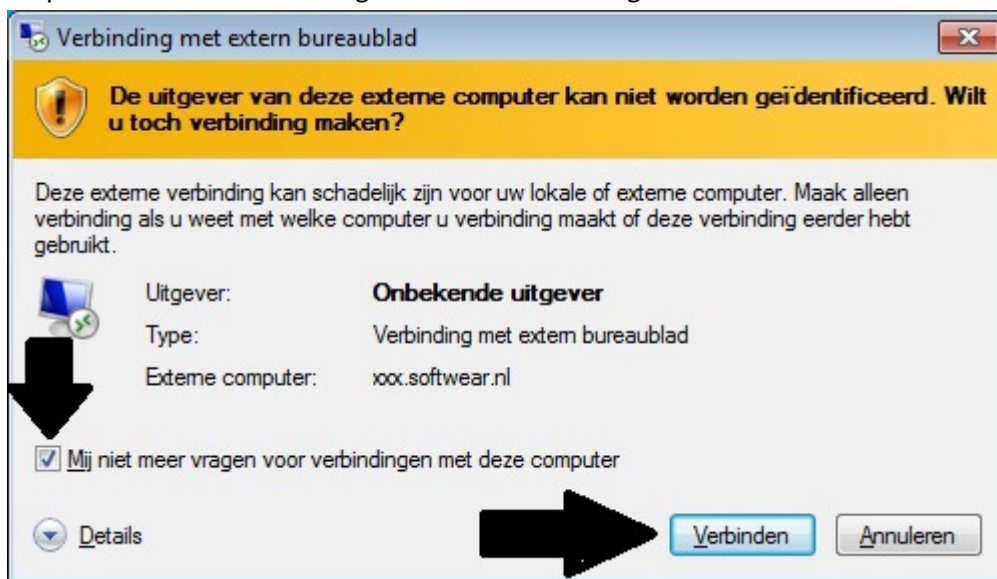 Verbinding met extern bureaublad
De uitgever van deze externe computer kan niet worden geïdentificeerd. Wilt
u toch verbinding maken?
Deze externe verbinding kan schadelijk zijn voor uw lokale of externe computer. Maak alleen
verbinding als u weet met welke computer u verbinding maakt of deze verbinding eerder hebt
gebruikt.
Uitgever: Onbekende uitgever
Type: Verbinding met extern bureaublad
Externe computer: xxx.softwear.nl
Mij niet meer vragen voor verbindingen met deze computer
Details Verbinden Annuleren